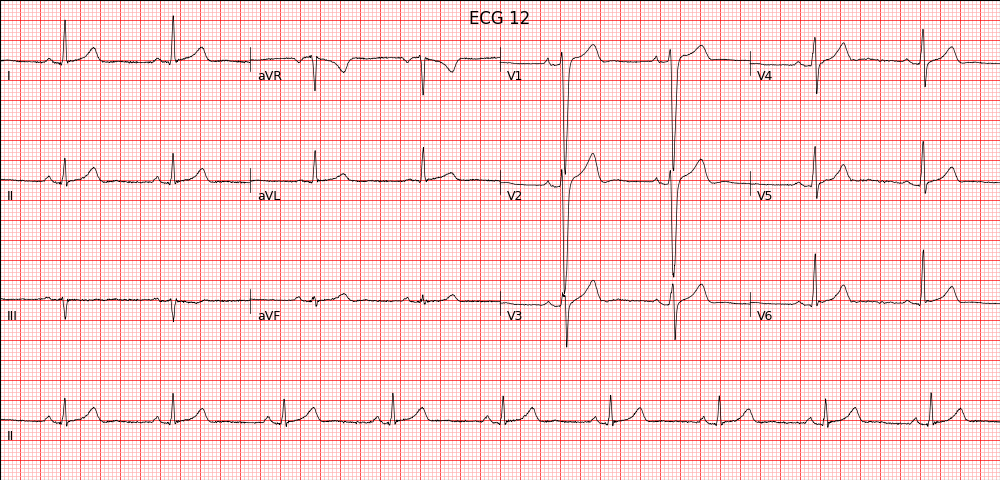 ECG 12
I aVR V1 V4
II aVL V2 V5
III aVF V3 V6
II